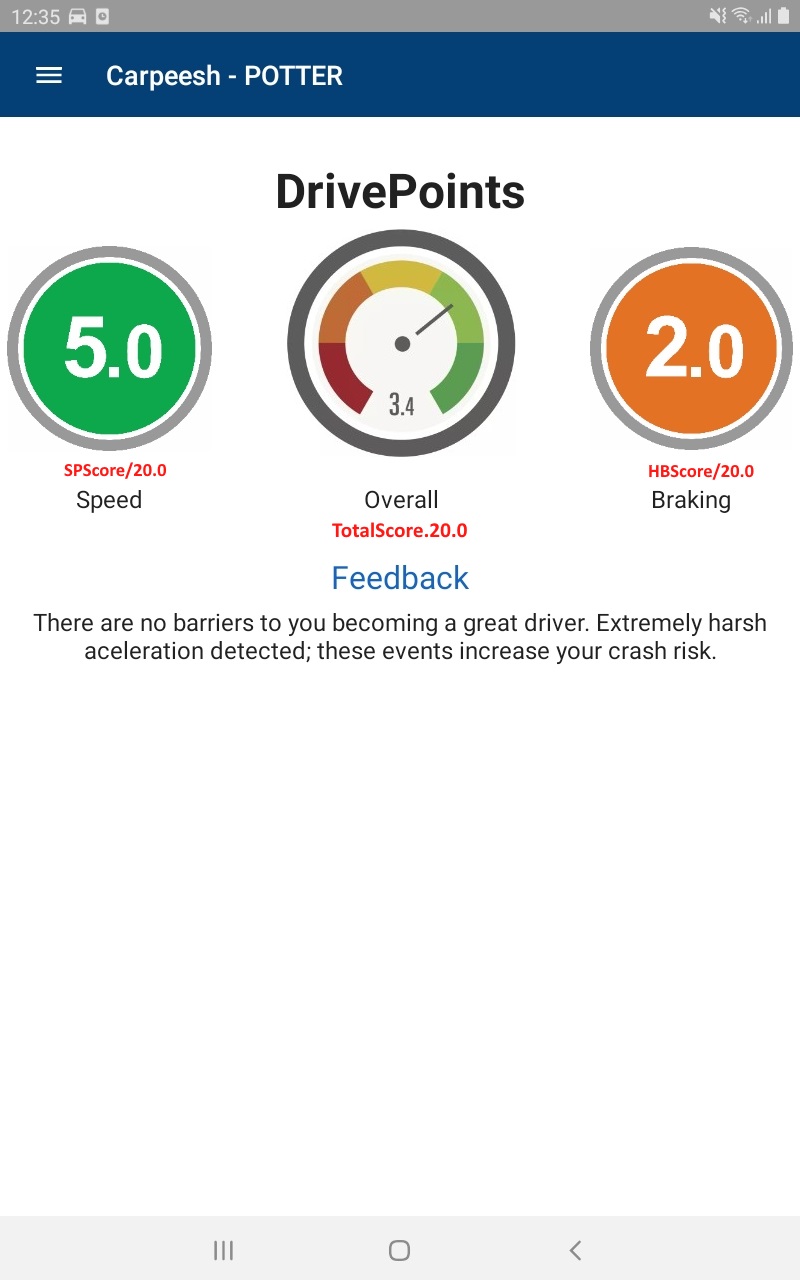 12:35
Carpeesh - POTTER
DrivePoints
5.0
3.4
2.0
SPScore/20.0
HBScore/20.0
Speed
Overall
Braking
TotalScore.20.0
Feedback
There are no barriers to you becoming a great driver. Extremely harsh
aceleration detected; these events increase your crash risk.